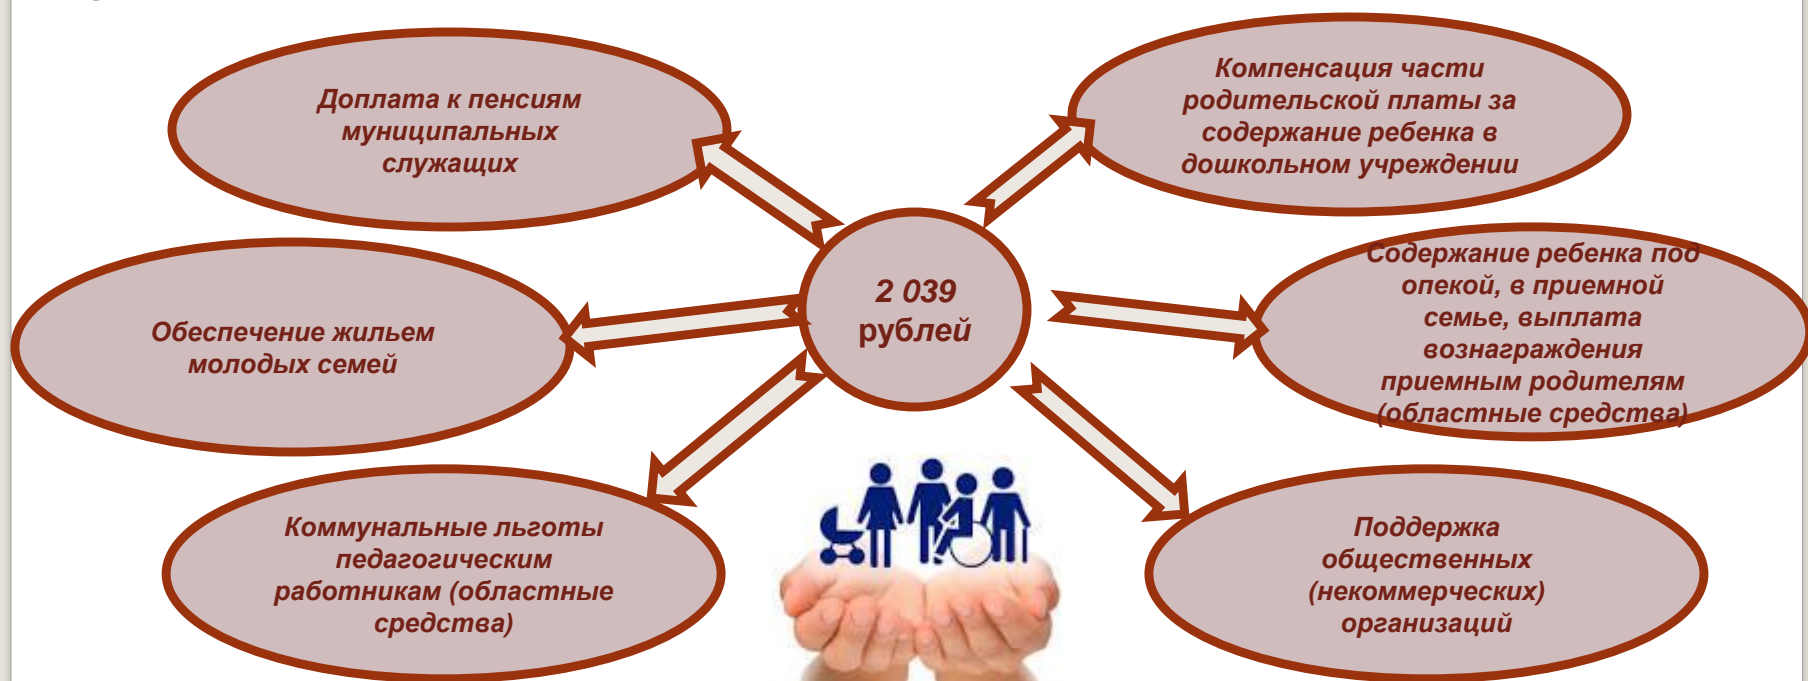 Доплата к пенсиям
муниципальных
служащих
Компенсация части
родительской платы за
содержание ребенка в
дошкольном учреждении
2 039
рублей
Обеспечение жильем
молодых семей
Содержание ребенка под
опекой, в приемной
семье, выплата
вознаграждения
приемным родителям
(областные средства)
Коммунальные льготы
педагогическим
работникам (областные
средства)
Поддержка
общественных
(некоммерческих)
организаций